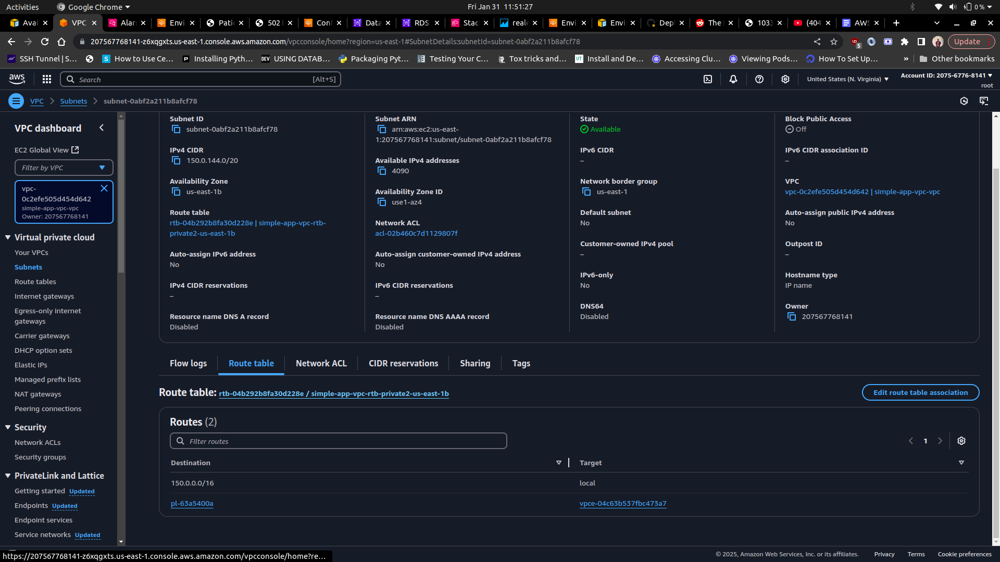 Activities
Google Chrome
Fri Jan 31 11:51:27
0 %
Avai
VPC
Alar
Envi
Patie
502
Con
Data
RDS
Stac
reale
Envi
Envi
Depl
The
1033
(404
AWS
207567768141-z6xqgxts.us-east-1.console.aws.amazon.com/vpcconsole/home?region=us-east-1#SubnetDetails:subnetId=subnet-0abf2a211b8afcf78
5
Update
SSH Tunnel | S...
How to Use Ce...
Installing Pyth...
USING DATAB...
Packaging Pyt...
Testing Your C...
Tox tricks and...
Install and De...
Accessing Clu...
Viewing Pods...
How To Set Up...
»
Other bookmarks
aws
Search
[Alt+S]
United States (N. Virginia)
Account ID: 2075-6776-8141
root
VPC
Subnets
subnet-0abf2a211b8afcf78
VPC dashboard
EC2 Global View
Filter by VPC
vpc-
0c2efe505d454d642
simple-app-vpc-vpc
Owner: 207567768141
Virtual private cloud
Your VPCs
Subnets
Route tables
Internet gateways
Egress-only internet
gateways
Carrier gateways
DHCP option sets
Elastic IPs
Managed prefix lists
NAT gateways
Peering connections
Security
Network ACLs
Security groups
PrivateLink and Lattice
Getting started Updated
Endpoints Updated
Endpoint services
Service networks Updated
Subnet ID
subnet-0abf2a211b8afcf78
IPv4 CIDR
150.0.144.0/20
Availability Zone
us-east-1b
Route table
rtb-04b292b8fa30d228e | simple-app-vpc-rtb-
private2-us-east-1b
Auto-assign IPv6 address
No
IPv4 CIDR reservations
–
Resource name DNS A record
Disabled
Subnet ARN
arn:aws:ec2:us-east-
1:207567768141:subnet/subnet-0abf2a211b8afcf78
Available IPv4 addresses
4090
Availability Zone ID
use1-az4
Network ACL
acl-02b460c7d1129807f
Auto-assign customer-owned IPv4 address
No
IPv6 CIDR reservations
–
Resource name DNS AAAA record
Disabled
State
Available
IPv6 CIDR
–
Network border group
us-east-1
Default subnet
No
Customer-owned IPv4 pool
–
IPv6-only
No
DNS64
Disabled
Block Public Access
Off
IPv6 CIDR association ID
–
VPC
vpc-0c2efe505d454d642 | simple-app-vpc-vpc
Auto-assign public IPv4 address
No
Outpost ID
–
Hostname type
IP name
Owner
207567768141
Flow logs
Route table
Network ACL
CIDR reservations
Sharing
Tags
Route table: rtb-04b292b8fa30d228e / simple-app-vpc-rtb-private2-us-east-1b
Edit route table association
Routes (2)
Filter routes
1
Destination
Target
150.0.0.0/16
local
pl-63a5400a
vpce-04c63b537fbc473a7
https://207567768141-z6xqgxts.us-east-1.console.aws.amazon.com/vpcconsole/home?re...
© 2025, Amazon Web Services, Inc. or its affiliates.
Privacy
Terms
Cookie preferences